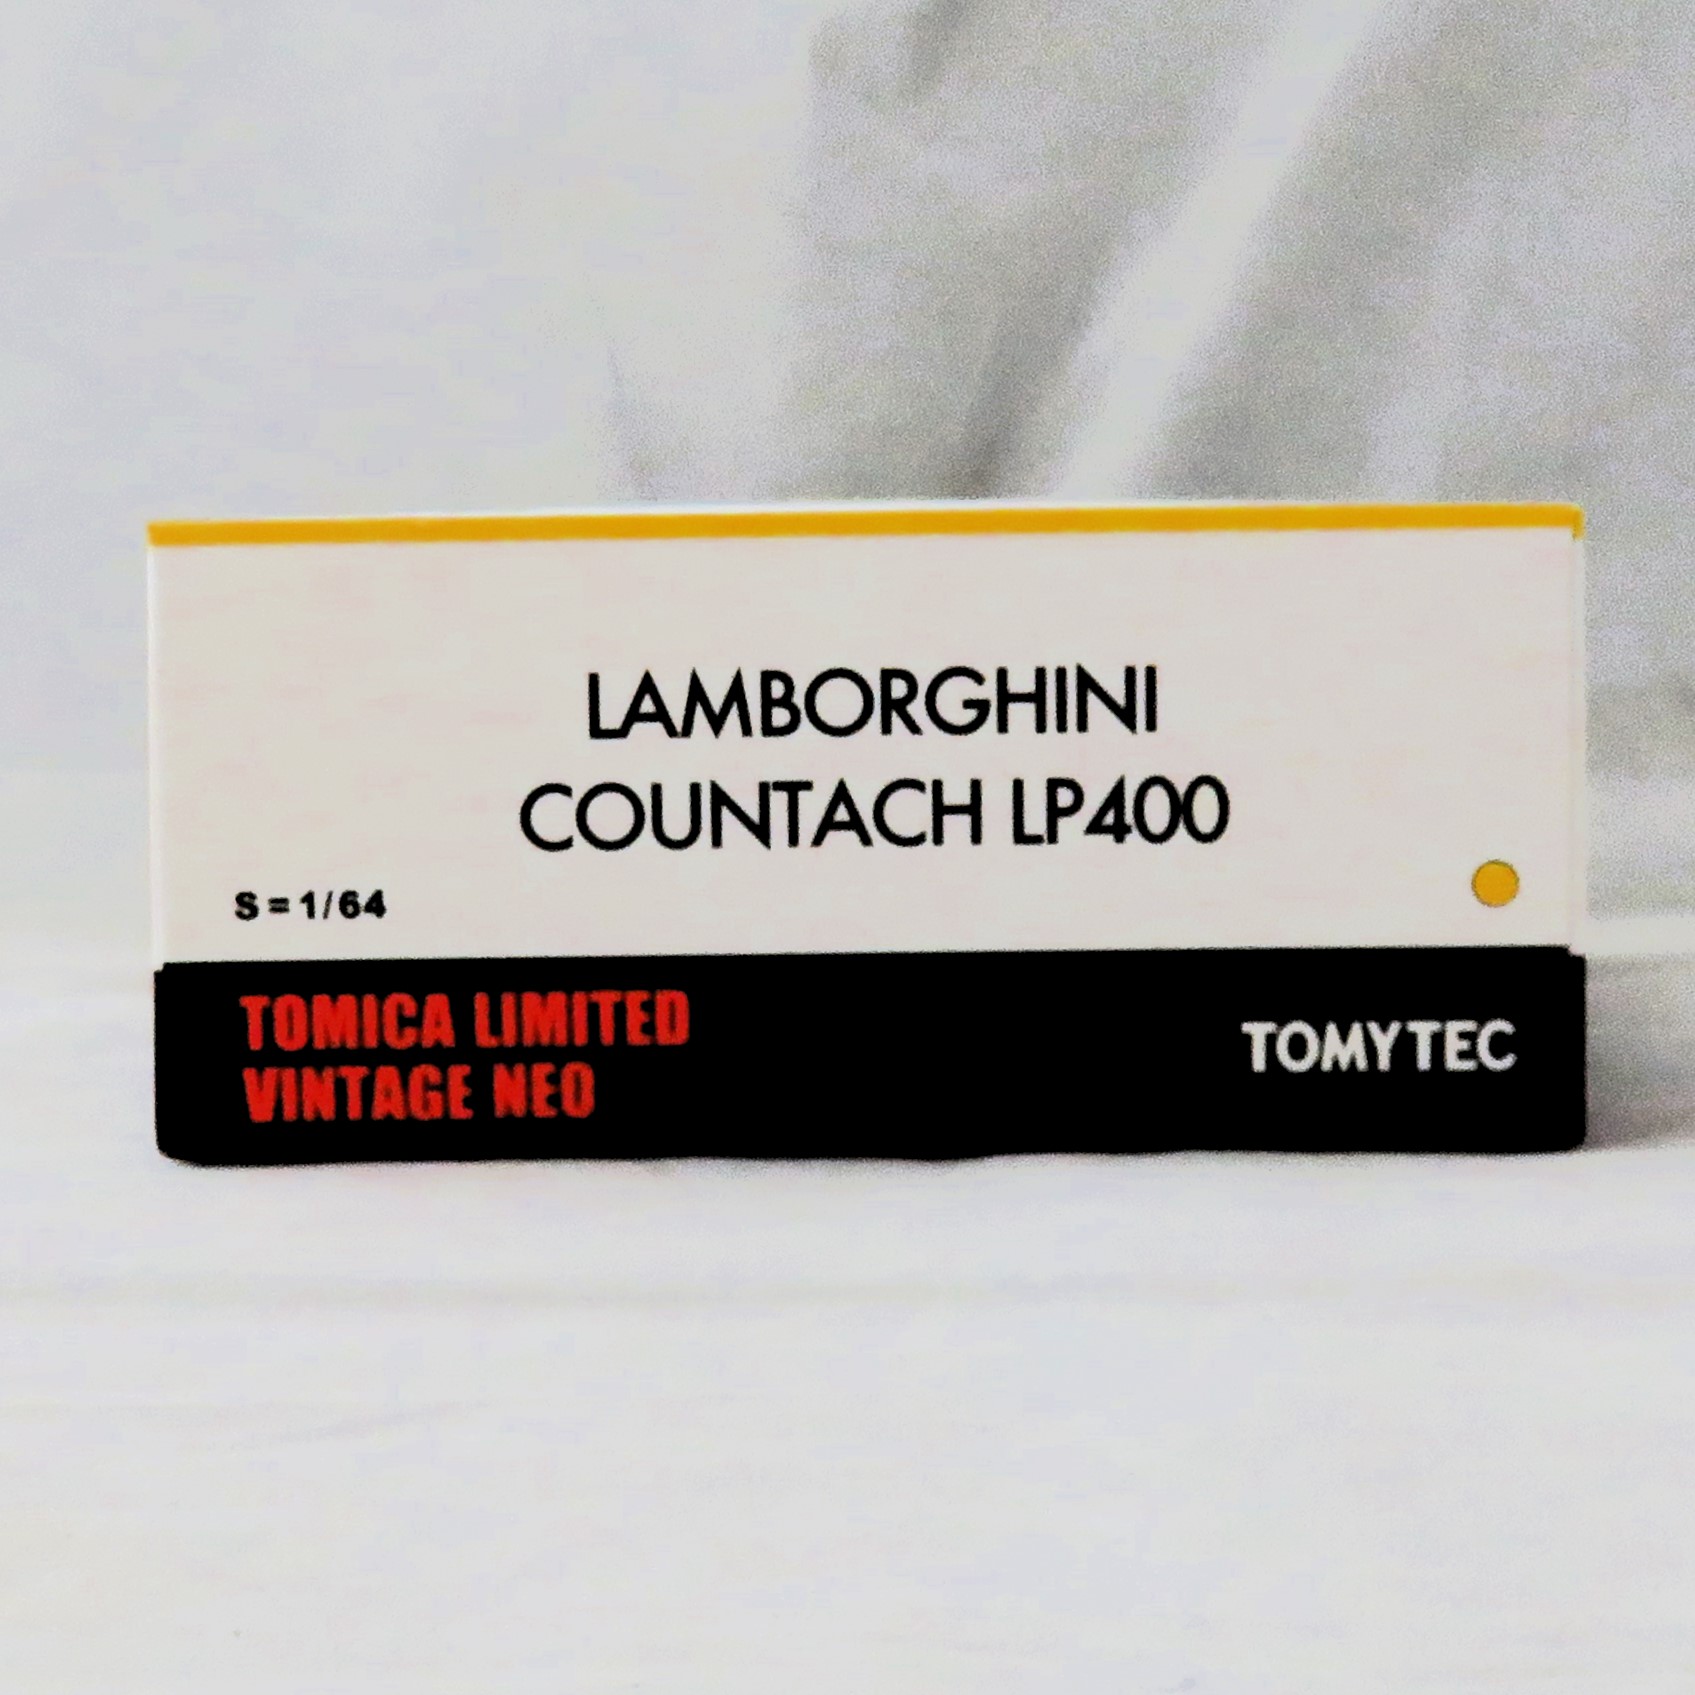 LAMBORGHINI
COUNTACH LP400
S=1/64
TOMICA LIMITED
VINTAGE NEO
TOMYTEC